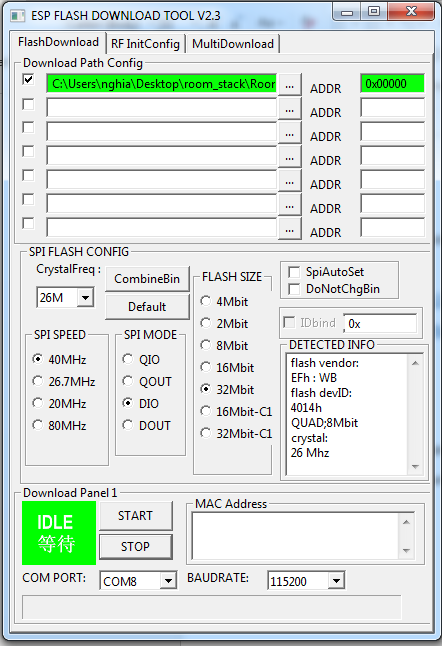 ESP FLASH DOWNLOAD TOOL V2.3
FlashDownload RF InitConfig MultiDownload
Download Path Config
C:\Users\nghia\Desktop\room_stack\Roor ... ADDR 0x00000
... ADDR
... ADDR
... ADDR
... ADDR
... ADDR
... ADDR
SPI FLASH CONFIG
CrystalFreq :
26M
CombineBin
Default
SPI SPEED
40MHz
26.7MHz
20MHz
80MHz
SPI MODE
QIO
QOUT
DIO
DOUT
FLASH SIZE
4Mbit
2Mbit
8Mbit
16Mbit
32Mbit
16Mbit-C1
32Mbit-C1
SpiAutoSet
DoNotChgBin
IDbind 0x
DETECTED INFO
flash vendor:
EFh : WB
flash devID:
4014h
QUAD;8Mbit
crystal:
26 Mhz
Download Panel 1
IDLE
等待
START
STOP
MAC Address
COM PORT: COM8 BAUDRATE: 115200